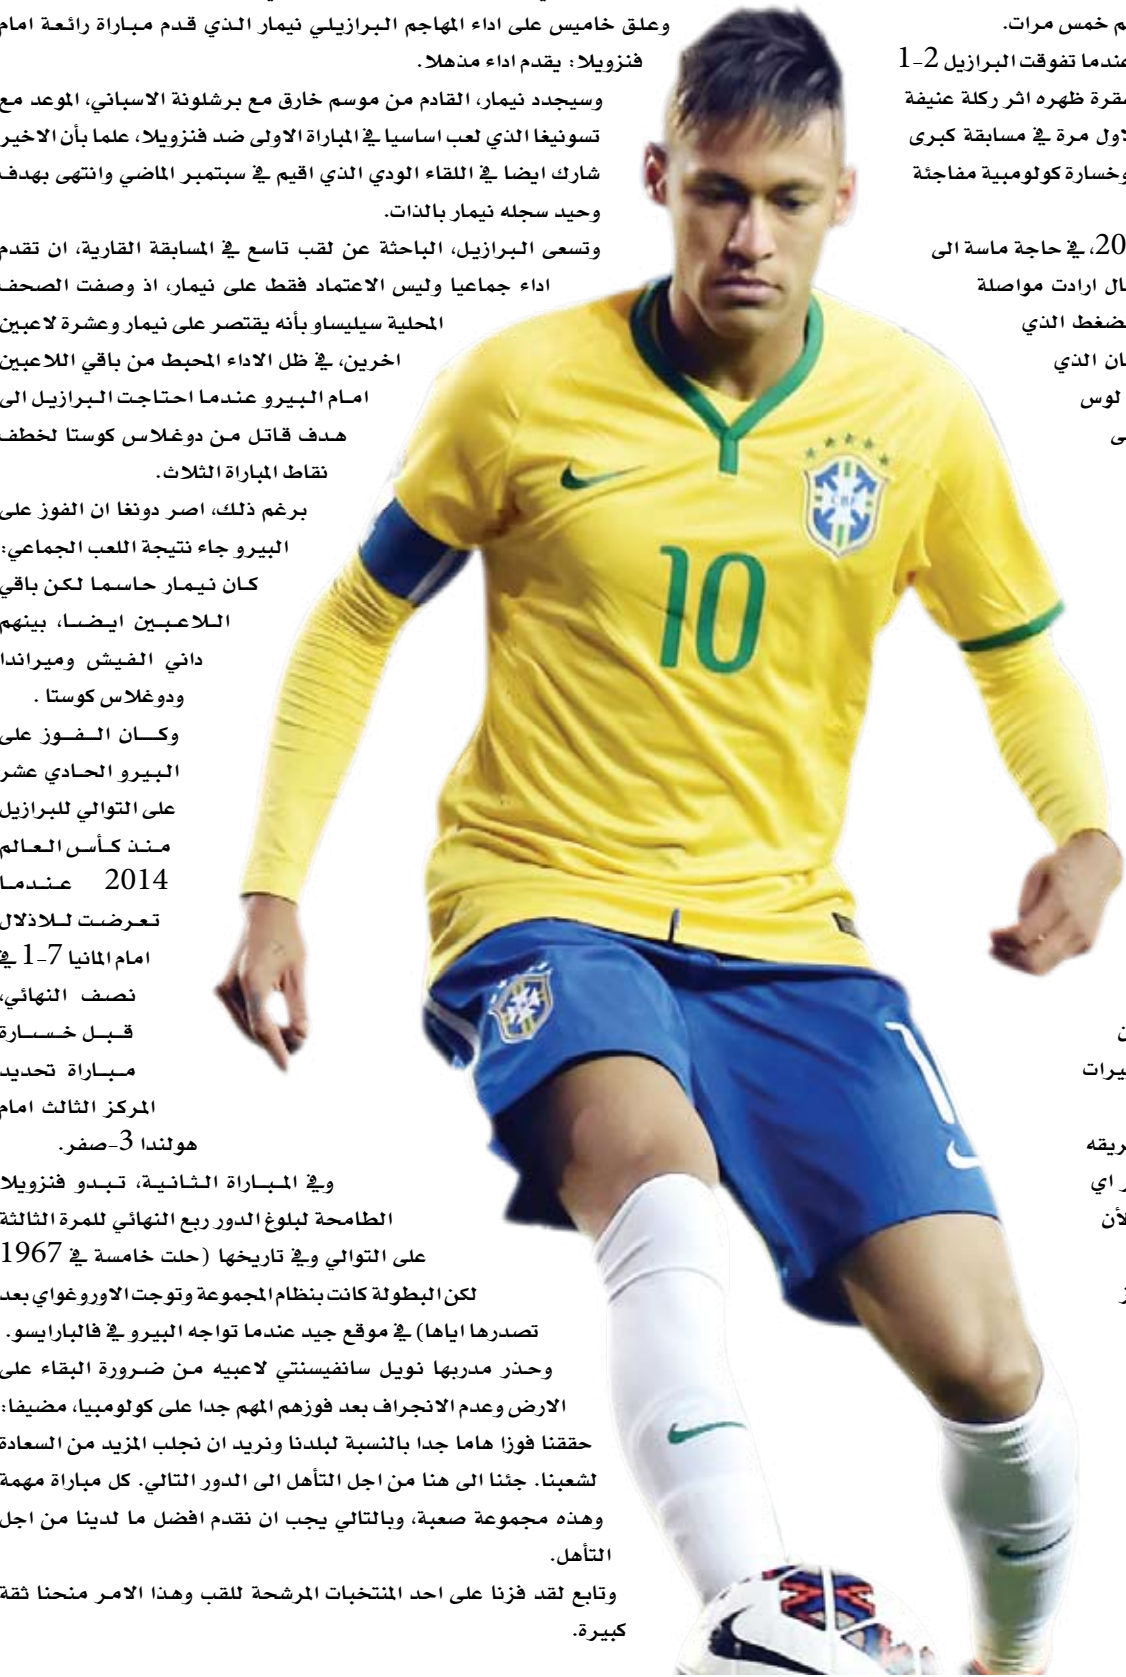 م خمس مرات.
عندما تفوقت البرازيل 2-1
فقرة ظهره اثر ركلة عنيفة
لاول مرة في مسابقة كبرى
وخسارة كولومبية مفاجئة
20، في حاجة ماسة الى
ال ارادت مواصلة
ضغط الذي
ان الذي
لوس
ى
ن
يرات
ريقه
ر اي
لأن
ز
وعلق خاميس على اداء المهاجم البرازيلي نيمار الذي قدم مباراة رائعة امام
فنزويلا: يقدم اداء مذهلا.
وسيجدد نيمار، القادم من موسم خارق مع برشلونة الاسباني، الموعد مع
تسونيغا الذي لعب اساسيا في المباراة الاولى ضد فنزويلا، علما بأن الاخير
شارك ايضا في اللقاء الودي الذي اقيم في سبتمبر الماضي وانتهى بهدف
وحيد سجله نيمار بالذات.
وتسعى البرازيل، الباحثة عن لقب تاسع في المسابقة القارية، ان تقدم
اداء جماعيا وليس الاعتماد فقط على نيمار، اذ وصفت الصحف
المحلية سيليساو بأنه يقتصر على نيمار وعشرة لاعبين
اخرين، في ظل الاداء المحبط من باقي اللاعبين
امام البيرو عندما احتاجت البرازيل الى
هدف قاتل من دوغلاس كوستا لخطف
نقاط المباراة الثلاث.
برغم ذلك، اصر دونغا ان الفوز على
البيرو جاء نتيجة اللعب الجماعي:
كان نيمار حاسما لكن باقي
اللاعبين ايضا، بينهم
داني الفيش وميراندا
ودوغلاس كوستا .
وكان الفوز على
البيرو الحادي عشر
على التوالي للبرازيل
منذ كأس العالم
2014 عندما
تعرضت للاذلال
امام المانيا 7-1 في
نصف النهائي،
قبل خسارة
مباراة تحديد
المركز الثالث امام
هولندا 3-صفر.
وفي المباراة الثانية، تبدو فنزويلا
الطامحة لبلوغ الدور ربع النهائي للمرة الثالثة
على التوالي وفي تاريخها (حلت خامسة في 1967
لكن البطولة كانت بنظام المجموعة وتوجت الاوروغواي بعد
تصدرها اياها) في موقع جيد عندما تواجه البيرو في فالبارايسو.
وحذر مدربها نويل سانفيسنتي لاعبيه من ضرورة البقاء على
الارض وعدم الانجراف بعد فوزهم المهم جدا على كولومبيا، مضيفا:
حققنا فوزا هاما جدا بالنسبة لبلدنا ونريد ان نجلب المزيد من السعادة
لشعبنا. جئنا الى هنا من اجل التأهل الى الدور التالي. كل مباراة مهمة
وهذه مجموعة صعبة، وبالتالي يجب ان نقدم افضل ما لدينا من اجل
التأهل.
وتابع لقد فزنا على احد المنتخبات المرشحة للقب وهذا الامر منحنا ثقة
كبيرة.
CBF
10
1